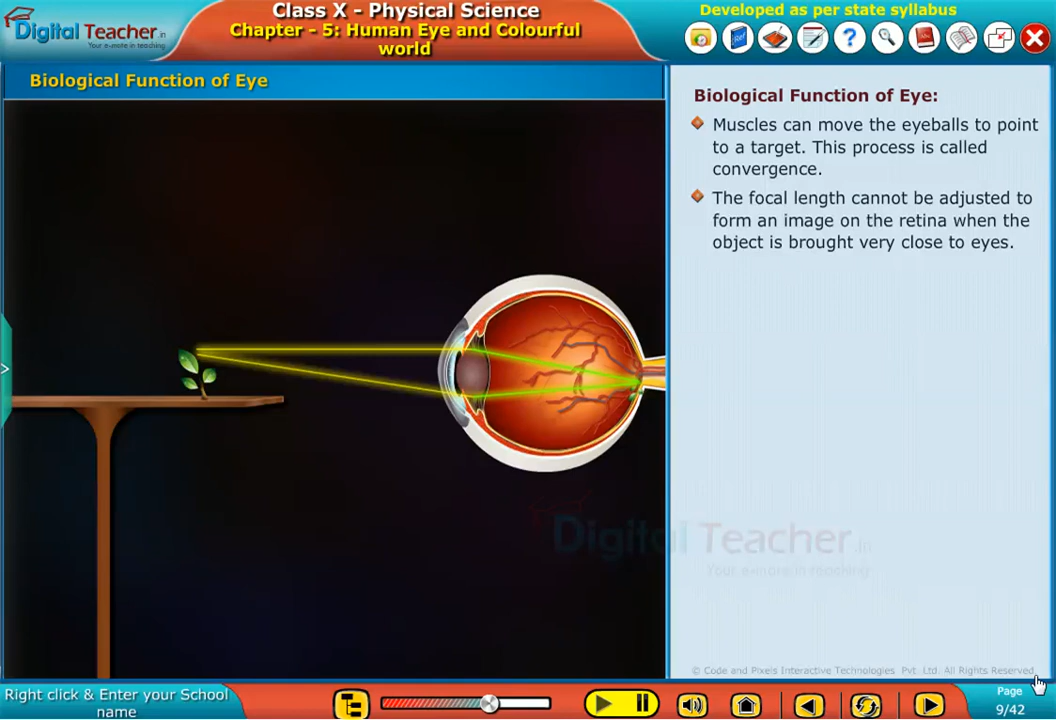 Digital Teacher.in
Your e-mate in teaching
Class X - Physical Science
Chapter - 5: Human Eye and Colourful
world
Developed as per state syllabus
Biological Function of Eye
Biological Function of Eye:
Muscles can move the eyeballs to point
to a target. This process is called
convergence.
The focal length cannot be adjusted to
form an image on the retina when the
object is brought very close to eyes.
Digital Teacher.in
Your e-mate in teaching
© Code and Pixels Interactive Technologies Pvt. Ltd. All Rights Reserved.
Right click & Enter your School
name
Page
9/42